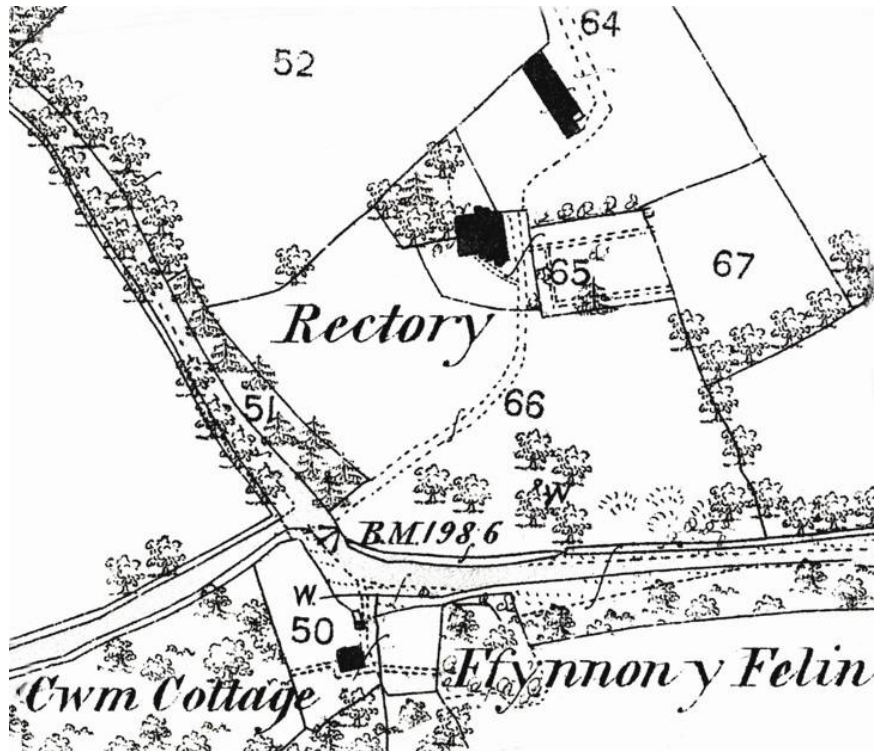 64
52
65
67
Rectory
51
66
W
B.M.198.6
W.
50
Ffynnon y Felin
Cwm Cottage